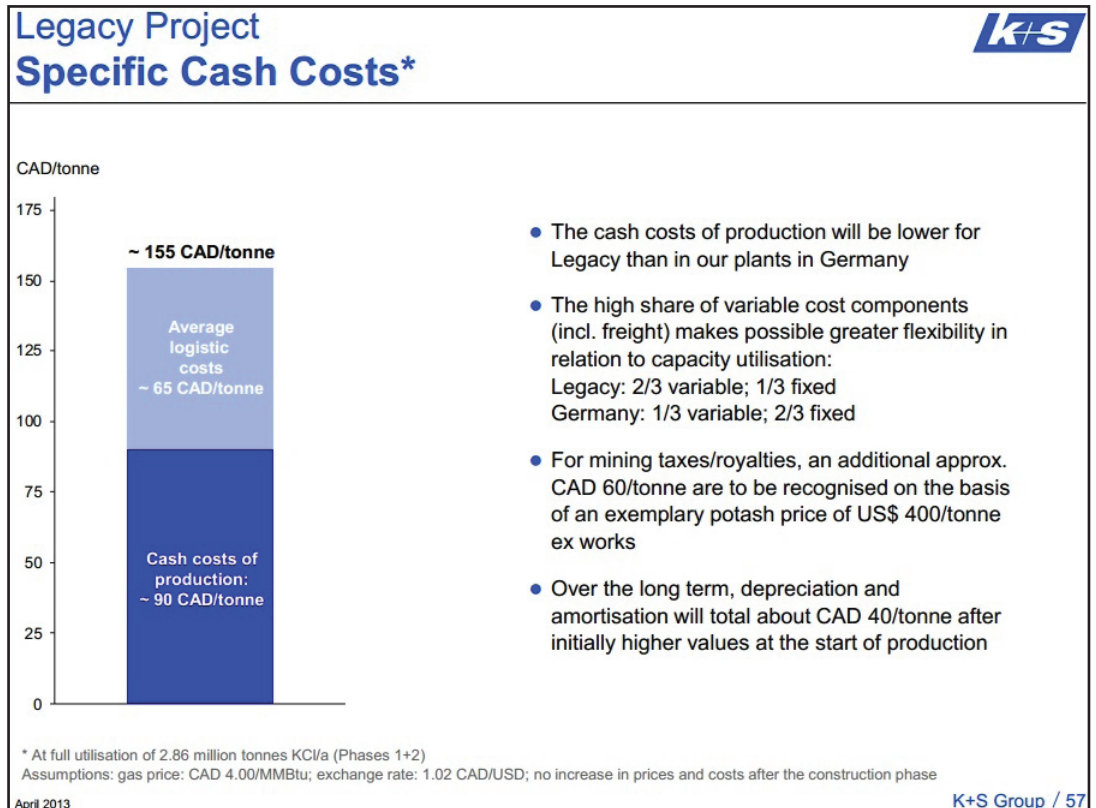 Legacy Project
Specific Cash Costs*
K+S
CAD/tonne
175
150
125
100
75
50
25
0
~ 155 CAD/tonne
Average
logistic
costs
~ 65 CAD/tonne
Cash costs of
production:
~ 90 CAD/tonne
• The cash costs of production will be lower for
Legacy than in our plants in Germany
• The high share of variable cost components
(incl. freight) makes possible greater flexibility in
relation to capacity utilisation:
Legacy: 2/3 variable; 1/3 fixed
Germany: 1/3 variable; 2/3 fixed
• For mining taxes/royalties, an additional approx.
CAD 60/tonne are to be recognised on the basis
of an exemplary potash price of US$ 400/tonne
ex works
• Over the long term, depreciation and
amortisation will total about CAD 40/tonne after
initially higher values at the start of production
* At full utilisation of 2.86 million tonnes KCl/a (Phases 1+2)
Assumptions: gas price: CAD 4.00/MMBtu; exchange rate: 1.02 CAD/USD; no increase in prices and costs after the construction phase
April 2013
K+S Group / 57